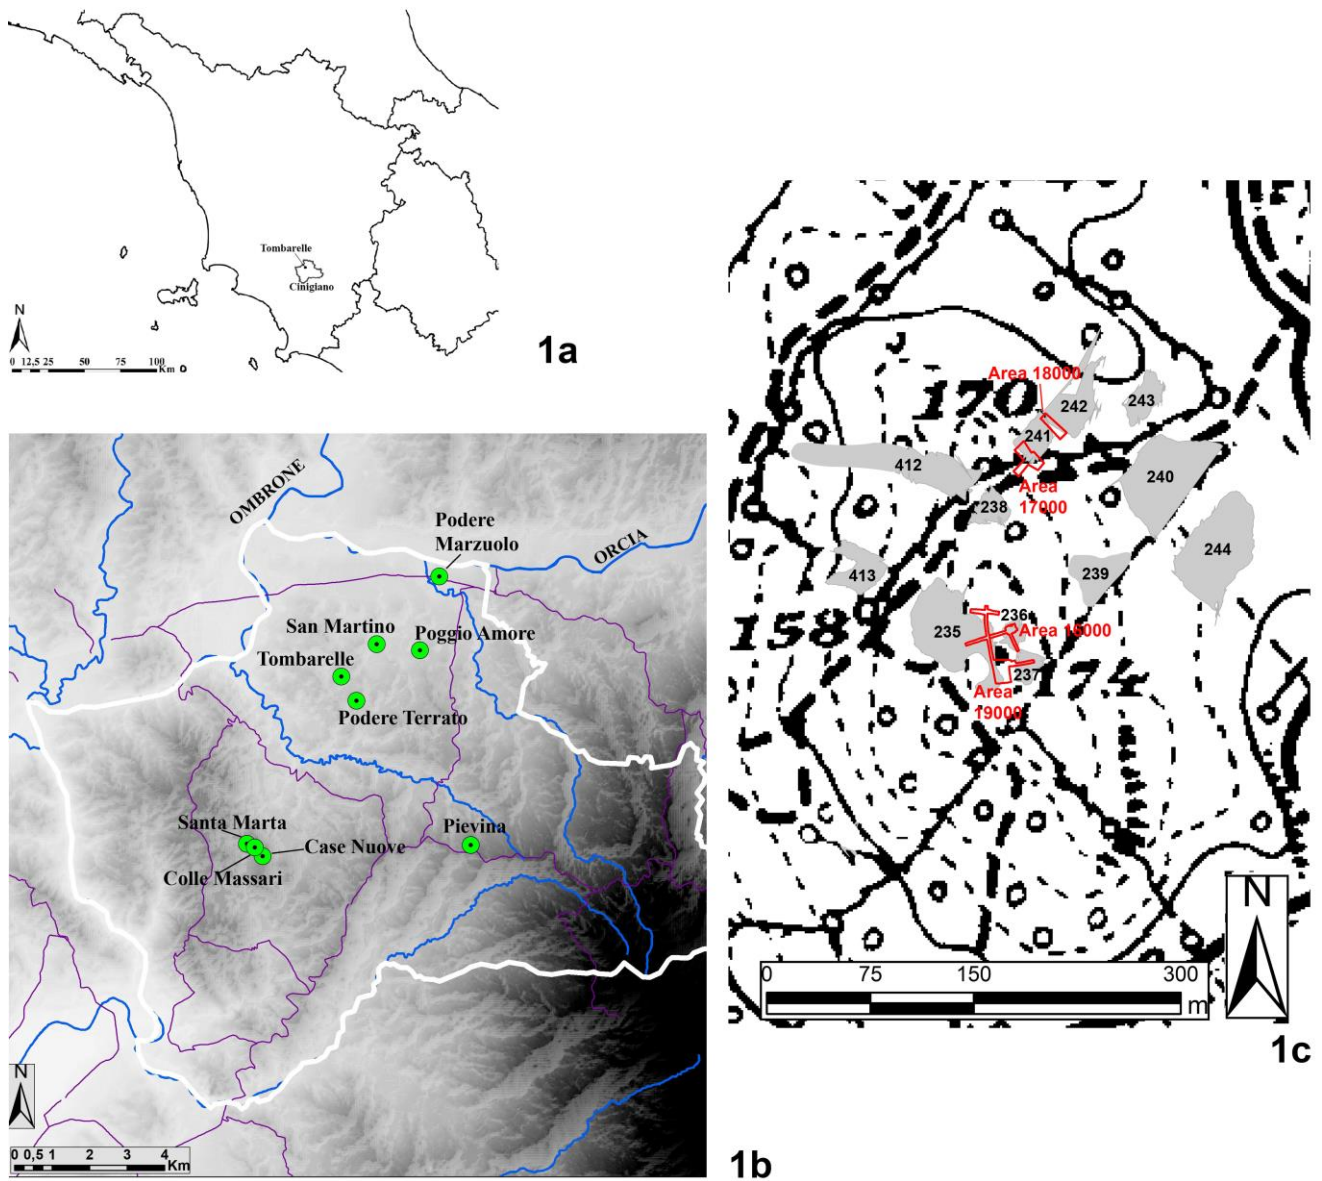 Tombarelle
Cinigiano
N
0 12,5 25 50 75 100
Km
1a
OMBRONE
Podere
Marzuolo
ORCIA
San Martino
Poggio Amore
Tombarelle
Podere Terrato
Santa Marta
Pievina
Case Nuove
Colle Massari
N
0 0,5 1 2 3 4
Km
1b
Area 18000
170
242
243
241
412
240
Area
17000
238
244
413
239
236
235
158
Area 16000
237
174
Area
19000
N
0 75 150 300
m
1c